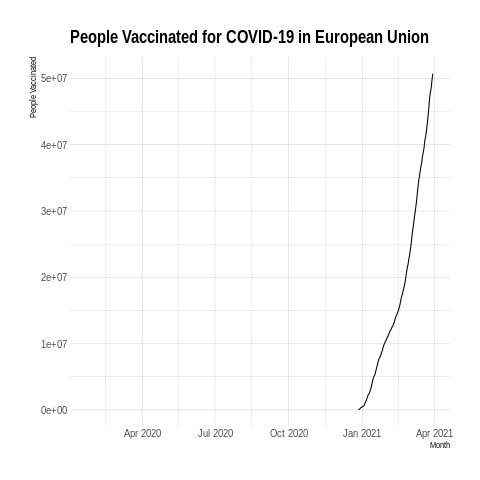 People Vaccinated for COVID-19 in European Union
People Vaccinated
5e+07
4e+07
3e+07
2e+07
1e+07
0e+00
Apr 2020 Jul 2020 Oct 2020 Jan 2021 Apr 2021
Month